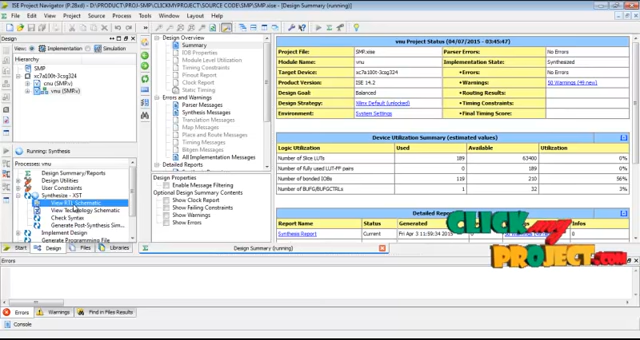 ISE Project Navigator (P.28xd) - D:\PRODUCT\PROJ-SMP\CLICKMYPROJECT\SOURCE CODE\SMP\SMP.xise - [Design Summary (running)]
File Edit View Project Source Process Tools Window Layout Help
Design
View: Implementation Simulation
Hierarchy
SMP
xc7a100t-3csg324
cnu (SMP.v)
vnu (SMP.v)
Running: Synthesis
Processes: vnu
Design Summary/Reports
Design Utilities
User Constraints
Synthesize - XST
View RTL Schematic
View Technology Schematic
Check Syntax
Generate Post-Synthesis Sim...
Implement Design
Generate Programming File
Start Design Files Libraries
Design Overview
Summary
IOB Properties
Module Level Utilization
Timing Constraints
Pinout Report
Clock Report
Static Timing
Errors and Warnings
Parser Messages
Synthesis Messages
Translation Messages
Map Messages
Place and Route Messages
Timing Messages
Bitgen Messages
All Implementation Messages
Detailed Reports
Design Properties
Enable Message Filtering
Optional Design Summary Contents
Show Clock Report
Show Failing Constraints
Show Warnings
Show Errors
Design Summary (running)
vnu Project Status (04/07/2015 - 03:45:47)
Project File: SMP.xise Parser Errors: No Errors
Module Name: vnu Implementation State: Synthesized
Target Device: xc7a100t-3csg324 • Errors: No Errors
Product Version: ISE 14.2 • Warnings: 50 Warnings (49 new)
Design Goal: Balanced • Routing Results:
Design Strategy: Xilinx Default (unlocked) • Timing Constraints:
Environment: System Settings • Final Timing Score:
Device Utilization Summary (estimated values)
Logic Utilization Used Available Utilization
Number of Slice LUTs 189 63400 0%
Number of fully used LUT-FF pairs 0 189 0%
Number of bonded IOBs 119 210 56%
Number of BUFG/BUFGCTRLs 1 32 3%
Detailed Reports
Report Name Status Generated Infos
Synthesis Report Current Fri Apr 3 11:59:34 0
CLICK my
PROJECT.com
Errors
Errors Warnings Find in Files Results
Console